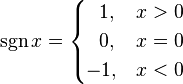 1, x > 0
sgn x = { 0, x = 0
−1, x < 0